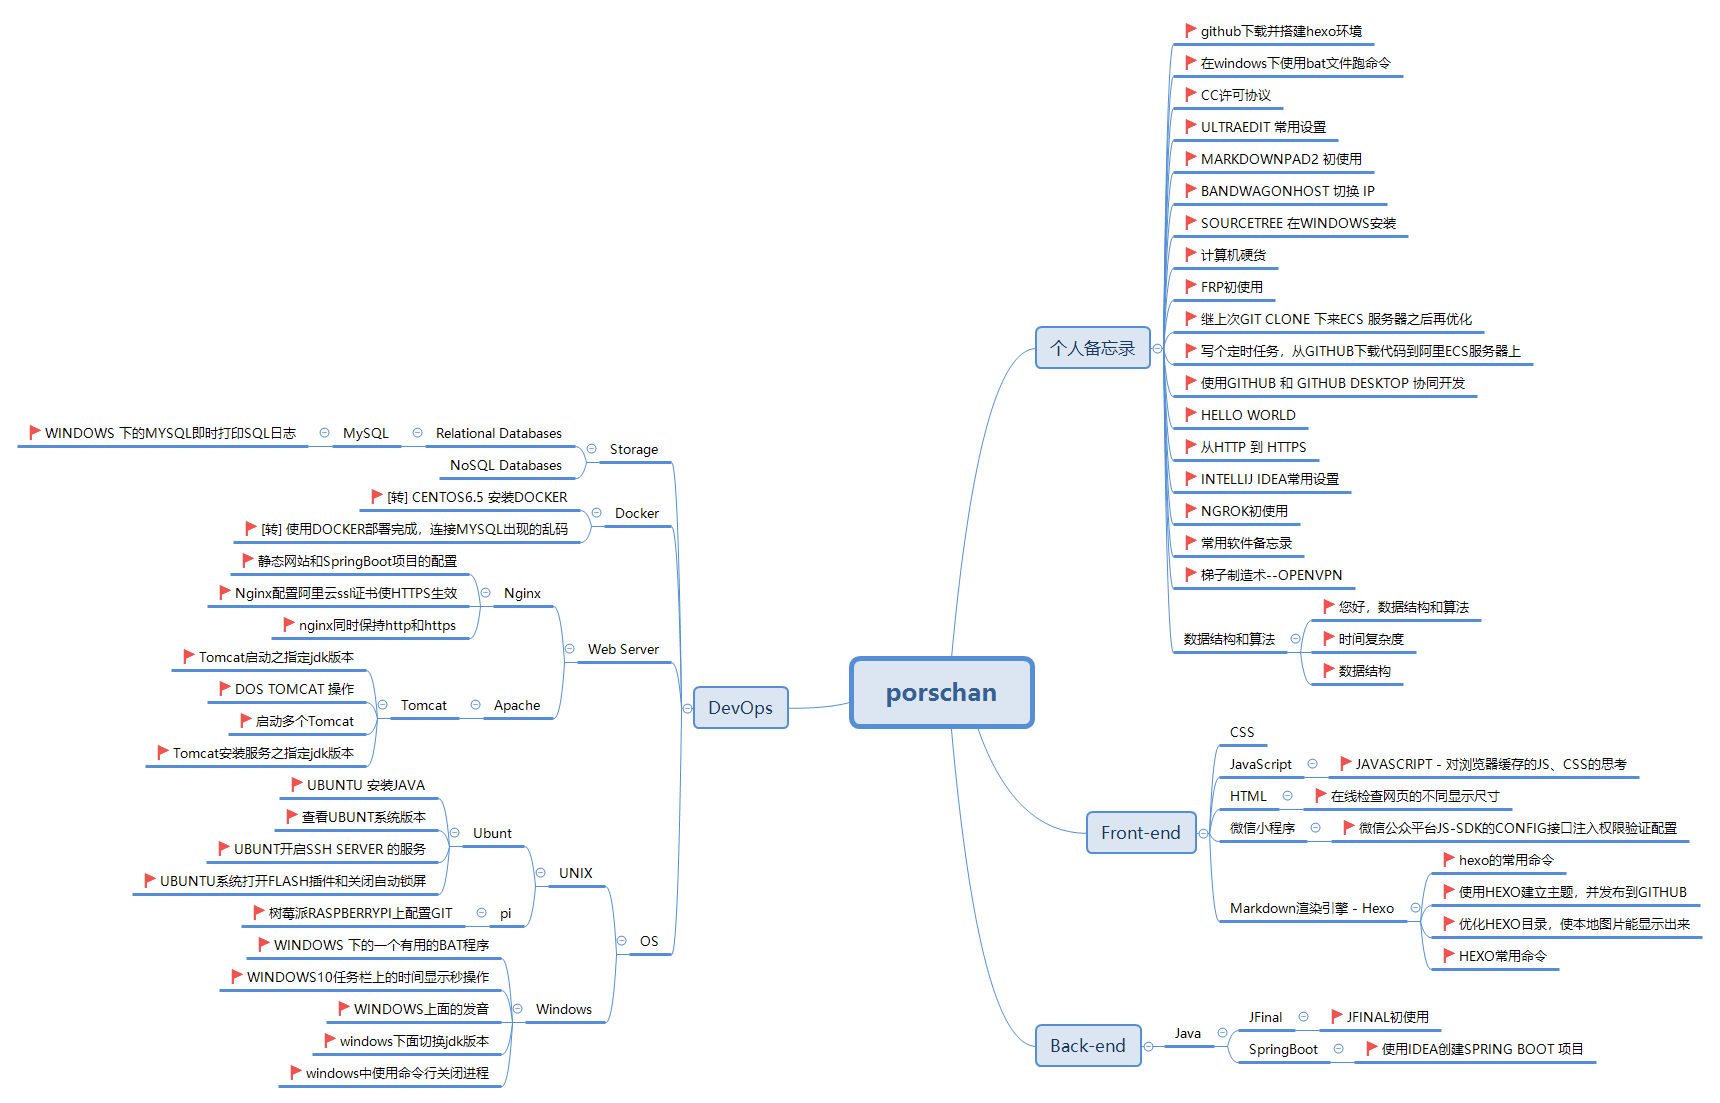 porschan
个人备忘录
github下载并搭建hexo环境
在windows下使用bat文件跑命令
CC许可协议
ULTRAEDIT 常用设置
MARKDOWNPAD2 初使用
BANDWAGONHOST 切换 IP
SOURCETREE 在WINDOWS安装
计算机硬货
FRP初使用
继上次GIT CLONE 下来ECS 服务器之后再优化
写个定时任务，从GITHUB下载代码到阿里ECS服务器上
使用GITHUB 和 GITHUB DESKTOP 协同开发
HELLO WORLD
从HTTP 到 HTTPS
INTELLIJ IDEA常用设置
NGROK初使用
常用软件备忘录
梯子制造术--OPENVPN
数据结构和算法
您好，数据结构和算法
时间复杂度
数据结构
Front-end
CSS
JavaScript
JAVASCRIPT - 对浏览器缓存的JS、CSS的思考
HTML
在线检查网页的不同显示尺寸
微信小程序
微信公众平台JS-SDK的CONFIG接口注入权限验证配置
Markdown渲染引擎 - Hexo
hexo的常用命令
使用HEXO建立主题，并发布到GITHUB
优化HEXO目录，使本地图片能显示出来
HEXO常用命令
Back-end
Java
JFinal
JFINAL初使用
SpringBoot
使用IDEA创建SPRING BOOT 项目
DevOps
Storage
Relational Databases
MySQL
WINDOWS 下的MYSQL即时打印SQL日志
NoSQL Databases
Docker
[转] CENTOS6.5 安装DOCKER
[转] 使用DOCKER部署完成，连接MYSQL出现的乱码
Web Server
Nginx
静态网站和SpringBoot项目的配置
Nginx配置阿里云ssl证书使HTTPS生效
nginx同时保持http和https
Apache
Tomcat
Tomcat启动之指定jdk版本
DOS TOMCAT 操作
启动多个Tomcat
Tomcat安装服务之指定jdk版本
OS
UNIX
Ubunt
UBUNTU 安装JAVA
查看UBUNT系统版本
UBUNT开启SSH SERVER 的服务
UBUNTU系统打开FLASH插件和关闭自动锁屏
pi
树莓派RASPBERRYPI上配置GIT
Windows
WINDOWS 下的一个有用的BAT程序
WINDOWS10任务栏上的时间显示秒操作
WINDOWS上面的发音
windows下面切换jdk版本
windows中使用命令行关闭进程